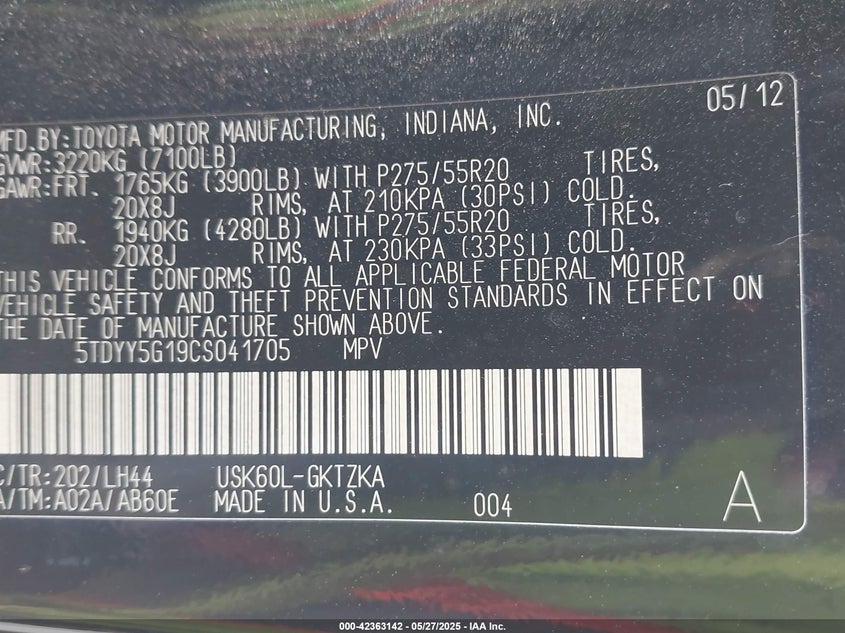 05/12
MFD.BY:TOYOTA MOTOR MANUFACTURING, INDIANA, INC.
GVWR:3220KG (7100LB)
GAWR:FRT. 1765KG (3900LB) WITH P275/55R20 TIRES,
20X8J RIMS, AT 210KPA (30PSI) COLD.
RR. 1940KG (4280LB) WITH P275/55R20 TIRES,
20X8J RIMS, AT 230KPA (33PSI) COLD.
THIS VEHICLE CONFORMS TO ALL APPLICABLE FEDERAL MOTOR
VEHICLE SAFETY AND THEFT PREVENTION STANDARDS IN EFFECT ON
THE DATE OF MANUFACTURE SHOWN ABOVE.
5TDYY5G19CS041705 MPV
C/TR:202/LH44 USK60L-GKTZKA
A/TM:A02A/AB60E MADE IN U.S.A. 004 A
000-42363142 - 05/27/2025 - IAA Inc.